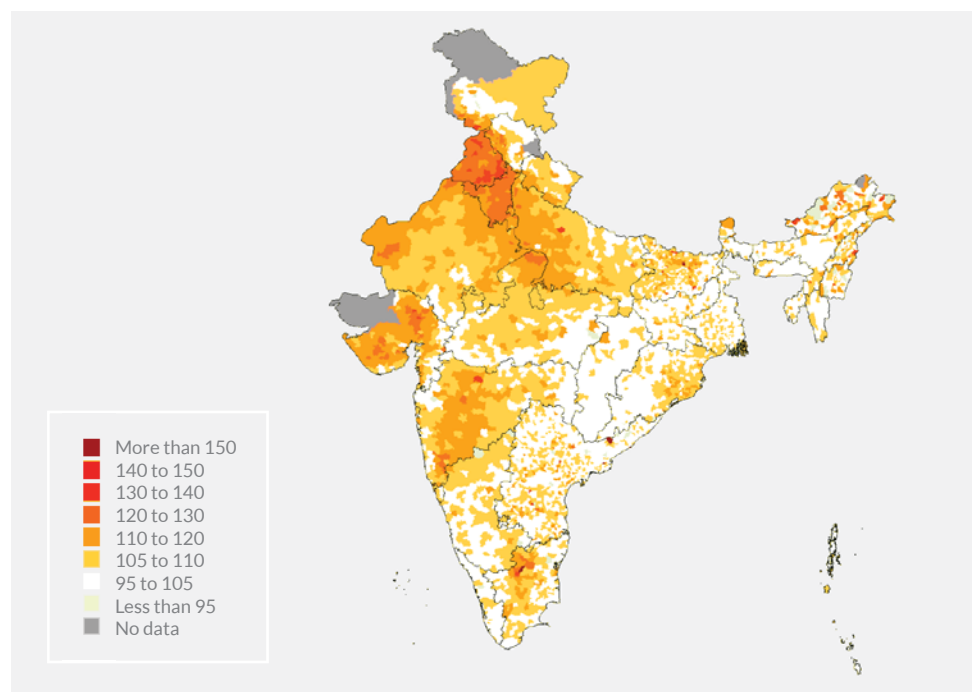 More than 150
140 to 150
130 to 140
120 to 130
110 to 120
105 to 110
95 to 105
Less than 95
No data